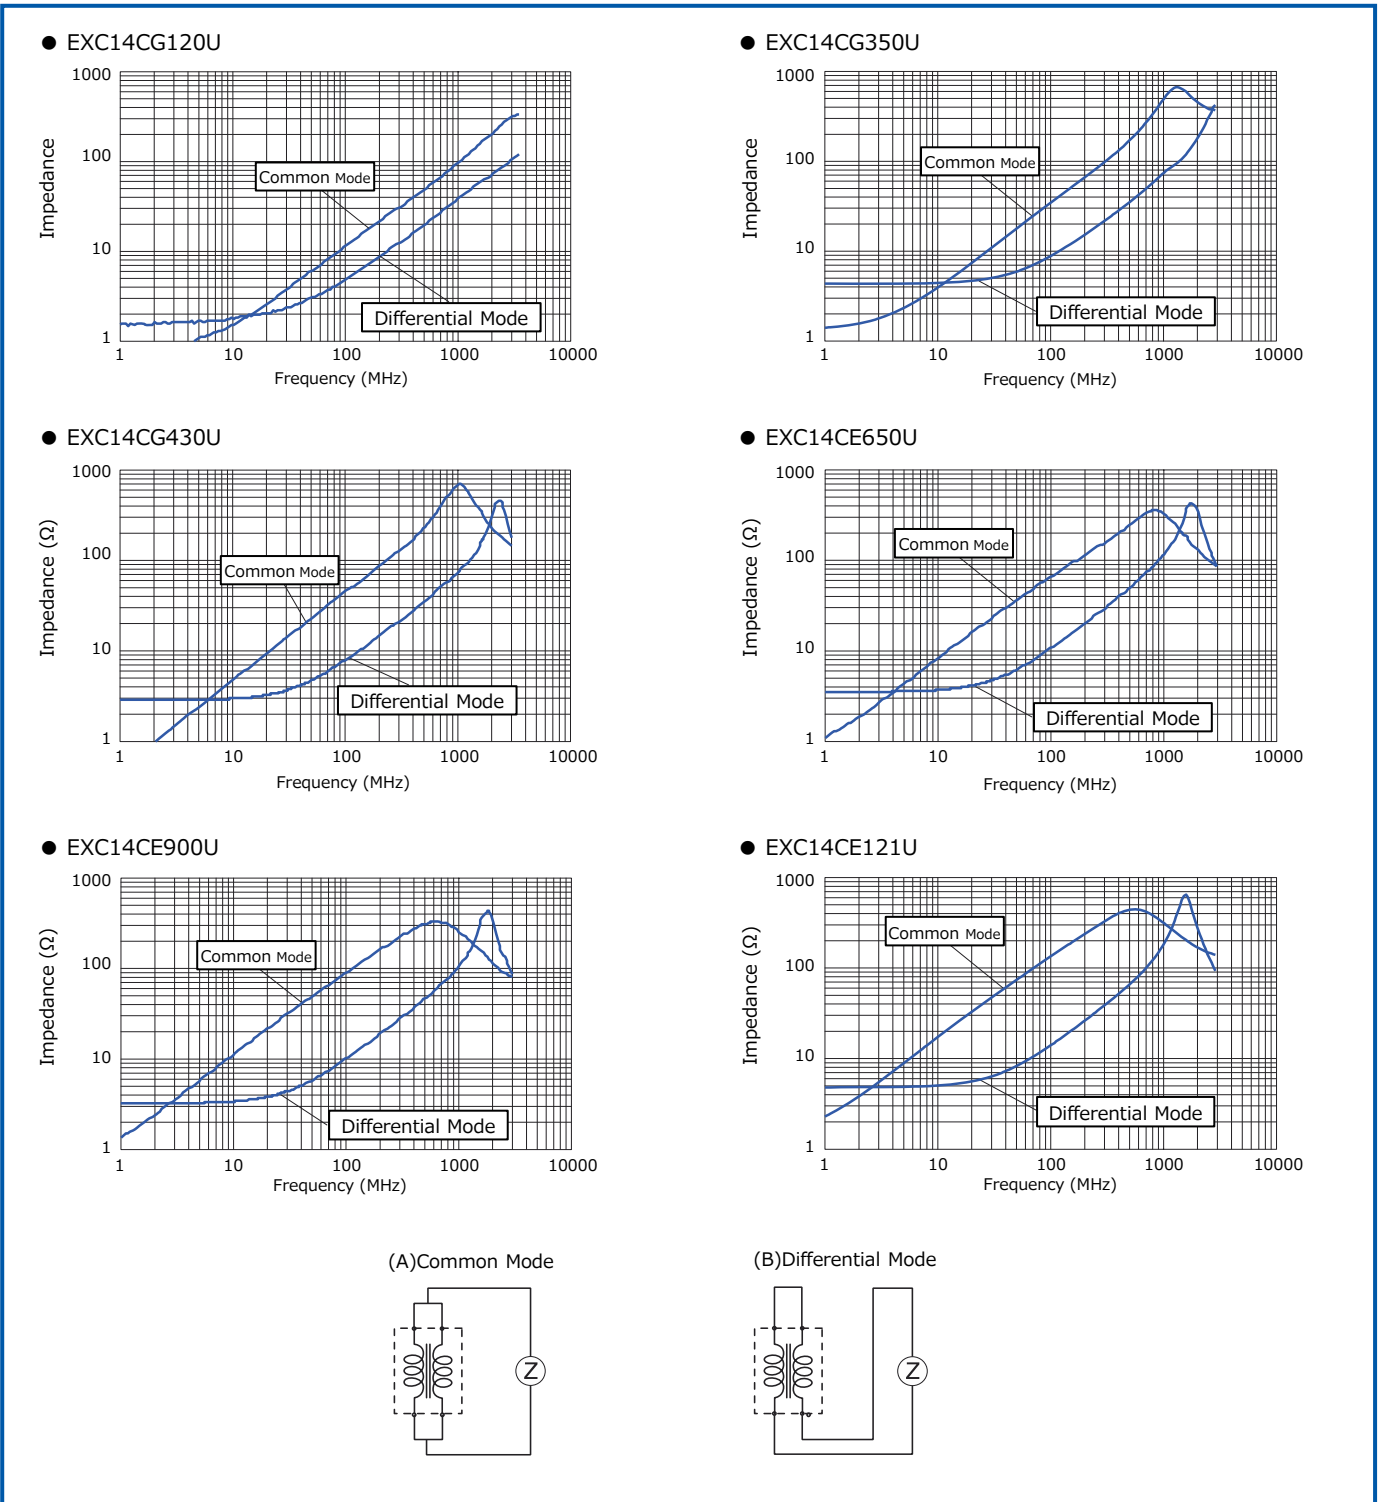 ● EXC14CG120U
1000
100
10
1
Impedance
Common Mode
Differential Mode
1 10 100 1000 10000
Frequency (MHz)
● EXC14CG350U
1000
100
10
1
Impedance
Common Mode
Differential Mode
1 10 100 1000 10000
Frequency (MHz)
● EXC14CG430U
1000
100
10
1
Impedance (Ω)
Common Mode
Differential Mode
1 10 100 1000 10000
Frequency (MHz)
● EXC14CE650U
1000
100
10
1
Impedance (Ω)
Common Mode
Differential Mode
1 10 100 1000 10000
Frequency (MHz)
● EXC14CE900U
1000
100
10
1
Impedance (Ω)
Common Mode
Differential Mode
1 10 100 1000 10000
Frequency (MHz)
● EXC14CE121U
1000
100
10
1
Impedance (Ω)
Common Mode
Differential Mode
1 10 100 1000 10000
Frequency (MHz)
(A)Common Mode
Z
(B)Differential Mode
Z